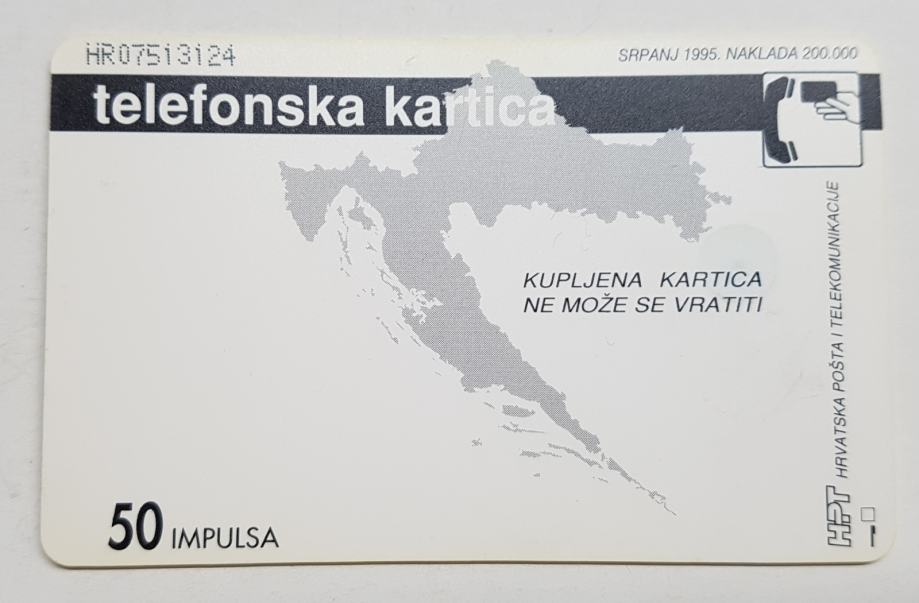 HR07513124
SRPANJ 1995. NAKLADA 200.000
telefonska kartica
KUPLJENA KARTICA
NE MOŽE SE VRATITI
HPT HRVATSKA POŠTA I TELEKOMUNIKACIJE
50 IMPULSA